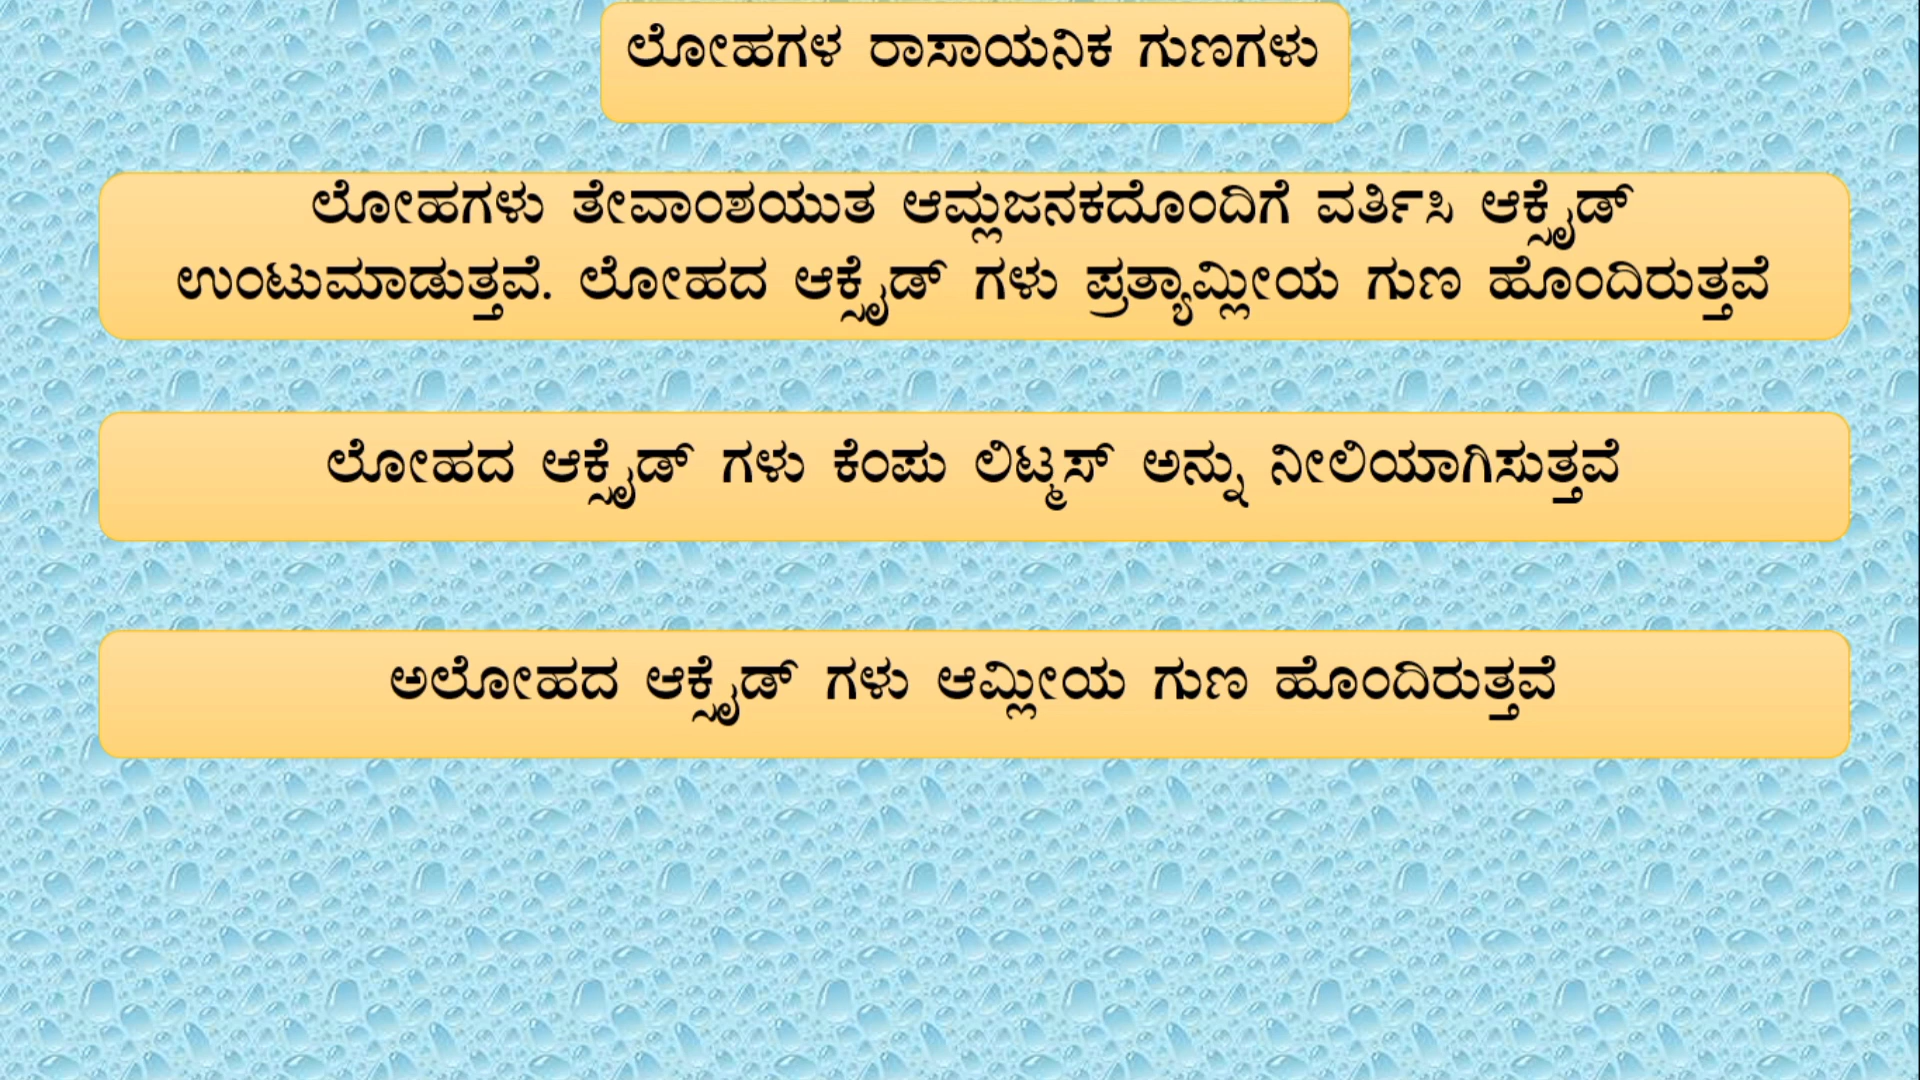 ಲೋಹಗಳ ರಾಸಾಯನಿಕ ಗುಣಗಳು
ಲೋಹಗಳು ತೇವಾಂಶಯುತ ಆಮ್ಲಜನಕದೊಂದಿಗೆ ವರ್ತಿಸಿ ಆಕ್ಸೈಡ್
ಉಂಟುಮಾಡುತ್ತವೆ. ಲೋಹದ ಆಕ್ಸೈಡ್ ಗಳು ಪ್ರತ್ಯಾಮ್ಲೀಯ ಗುಣ ಹೊಂದಿರುತ್ತವೆ
ಲೋಹದ ಆಕ್ಸೈಡ್ ಗಳು ಕೆಂಪು ಲಿಟ್ಮಸ್ ಅನ್ನು ನೀಲಿಯಾಗಿಸುತ್ತವೆ
ಅಲೋಹದ ಆಕ್ಸೈಡ್ ಗಳು ಆಮ್ಲೀಯ ಗುಣ ಹೊಂದಿರುತ್ತವೆ